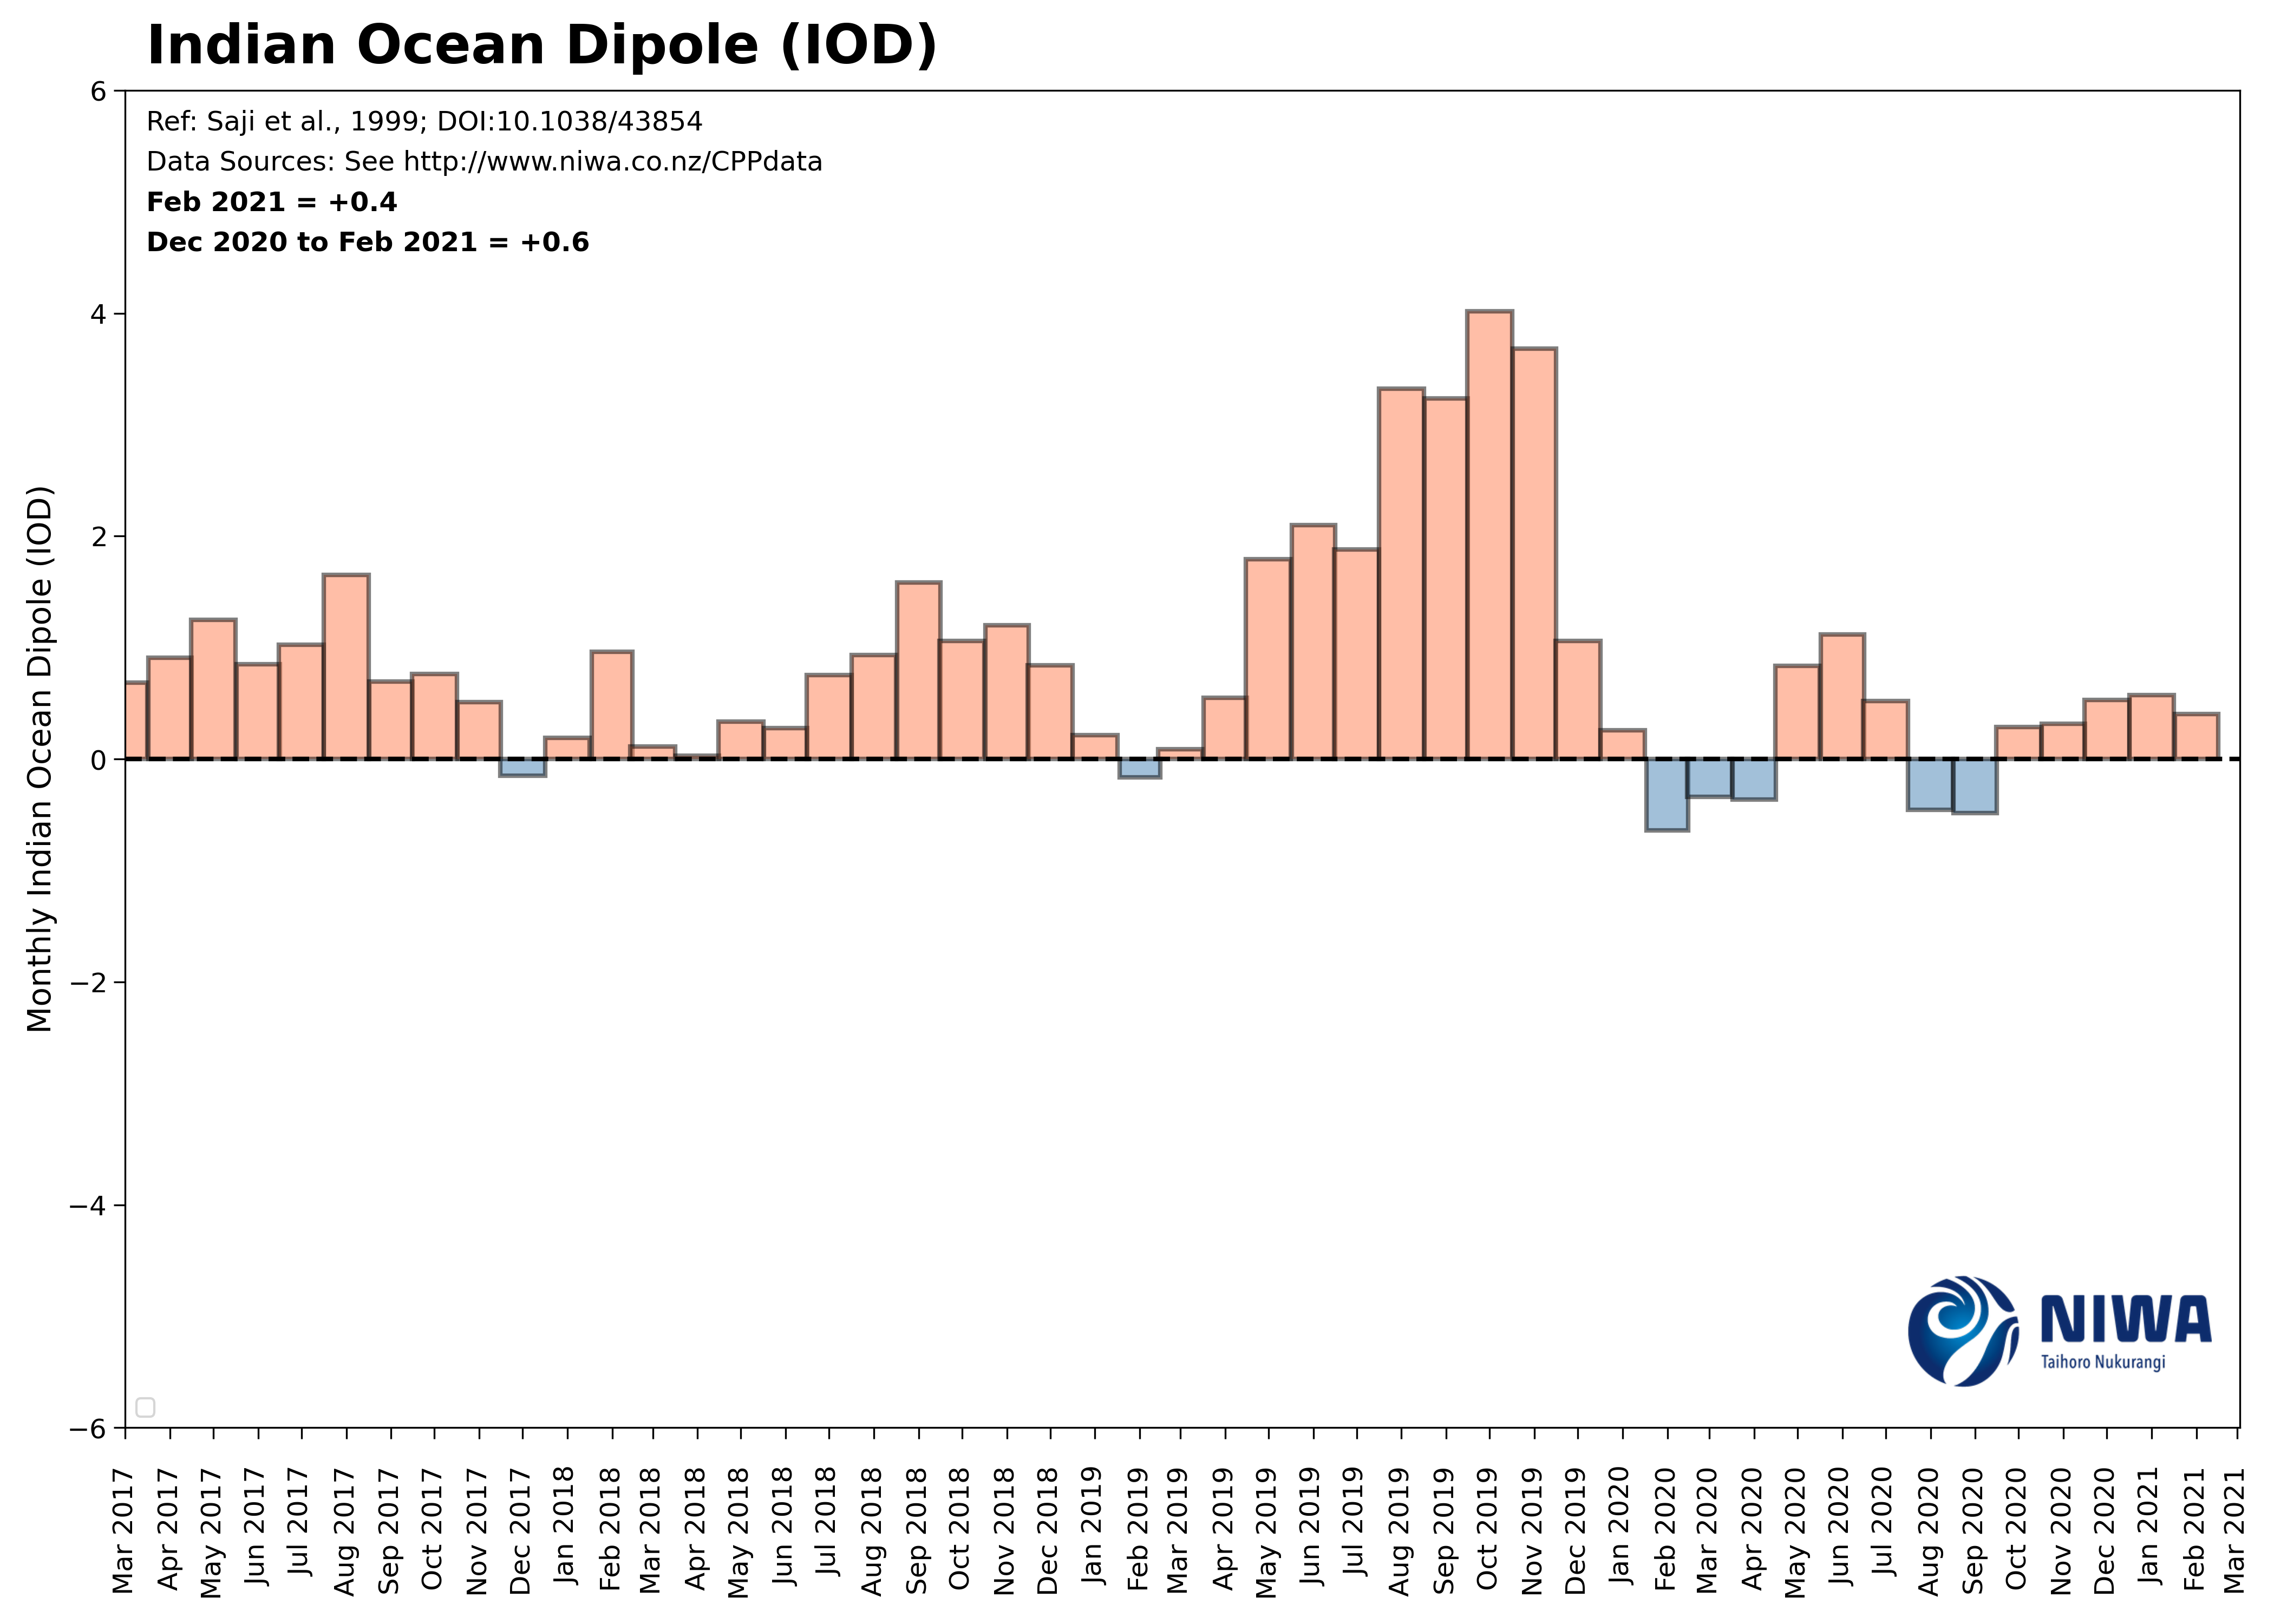 Indian Ocean Dipole (IOD)
Ref: Saji et al., 1999; DOI:10.1038/43854
Data Sources: See http://www.niwa.co.nz/CPPdata
Feb 2021 = +0.4
Dec 2020 to Feb 2021 = +0.6
Monthly Indian Ocean Dipole (IOD)
6
4
2
0
−2
−4
−6
NIWA
Taihoro Nukurangi
Mar 2017
Apr 2017
May 2017
Jun 2017
Jul 2017
Aug 2017
Sep 2017
Oct 2017
Nov 2017
Dec 2017
Jan 2018
Feb 2018
Mar 2018
Apr 2018
May 2018
Jun 2018
Jul 2018
Aug 2018
Sep 2018
Oct 2018
Nov 2018
Dec 2018
Jan 2019
Feb 2019
Mar 2019
Apr 2019
May 2019
Jun 2019
Jul 2019
Aug 2019
Sep 2019
Oct 2019
Nov 2019
Dec 2019
Jan 2020
Feb 2020
Mar 2020
Apr 2020
May 2020
Jun 2020
Jul 2020
Aug 2020
Sep 2020
Oct 2020
Nov 2020
Dec 2020
Jan 2021
Feb 2021
Mar 2021